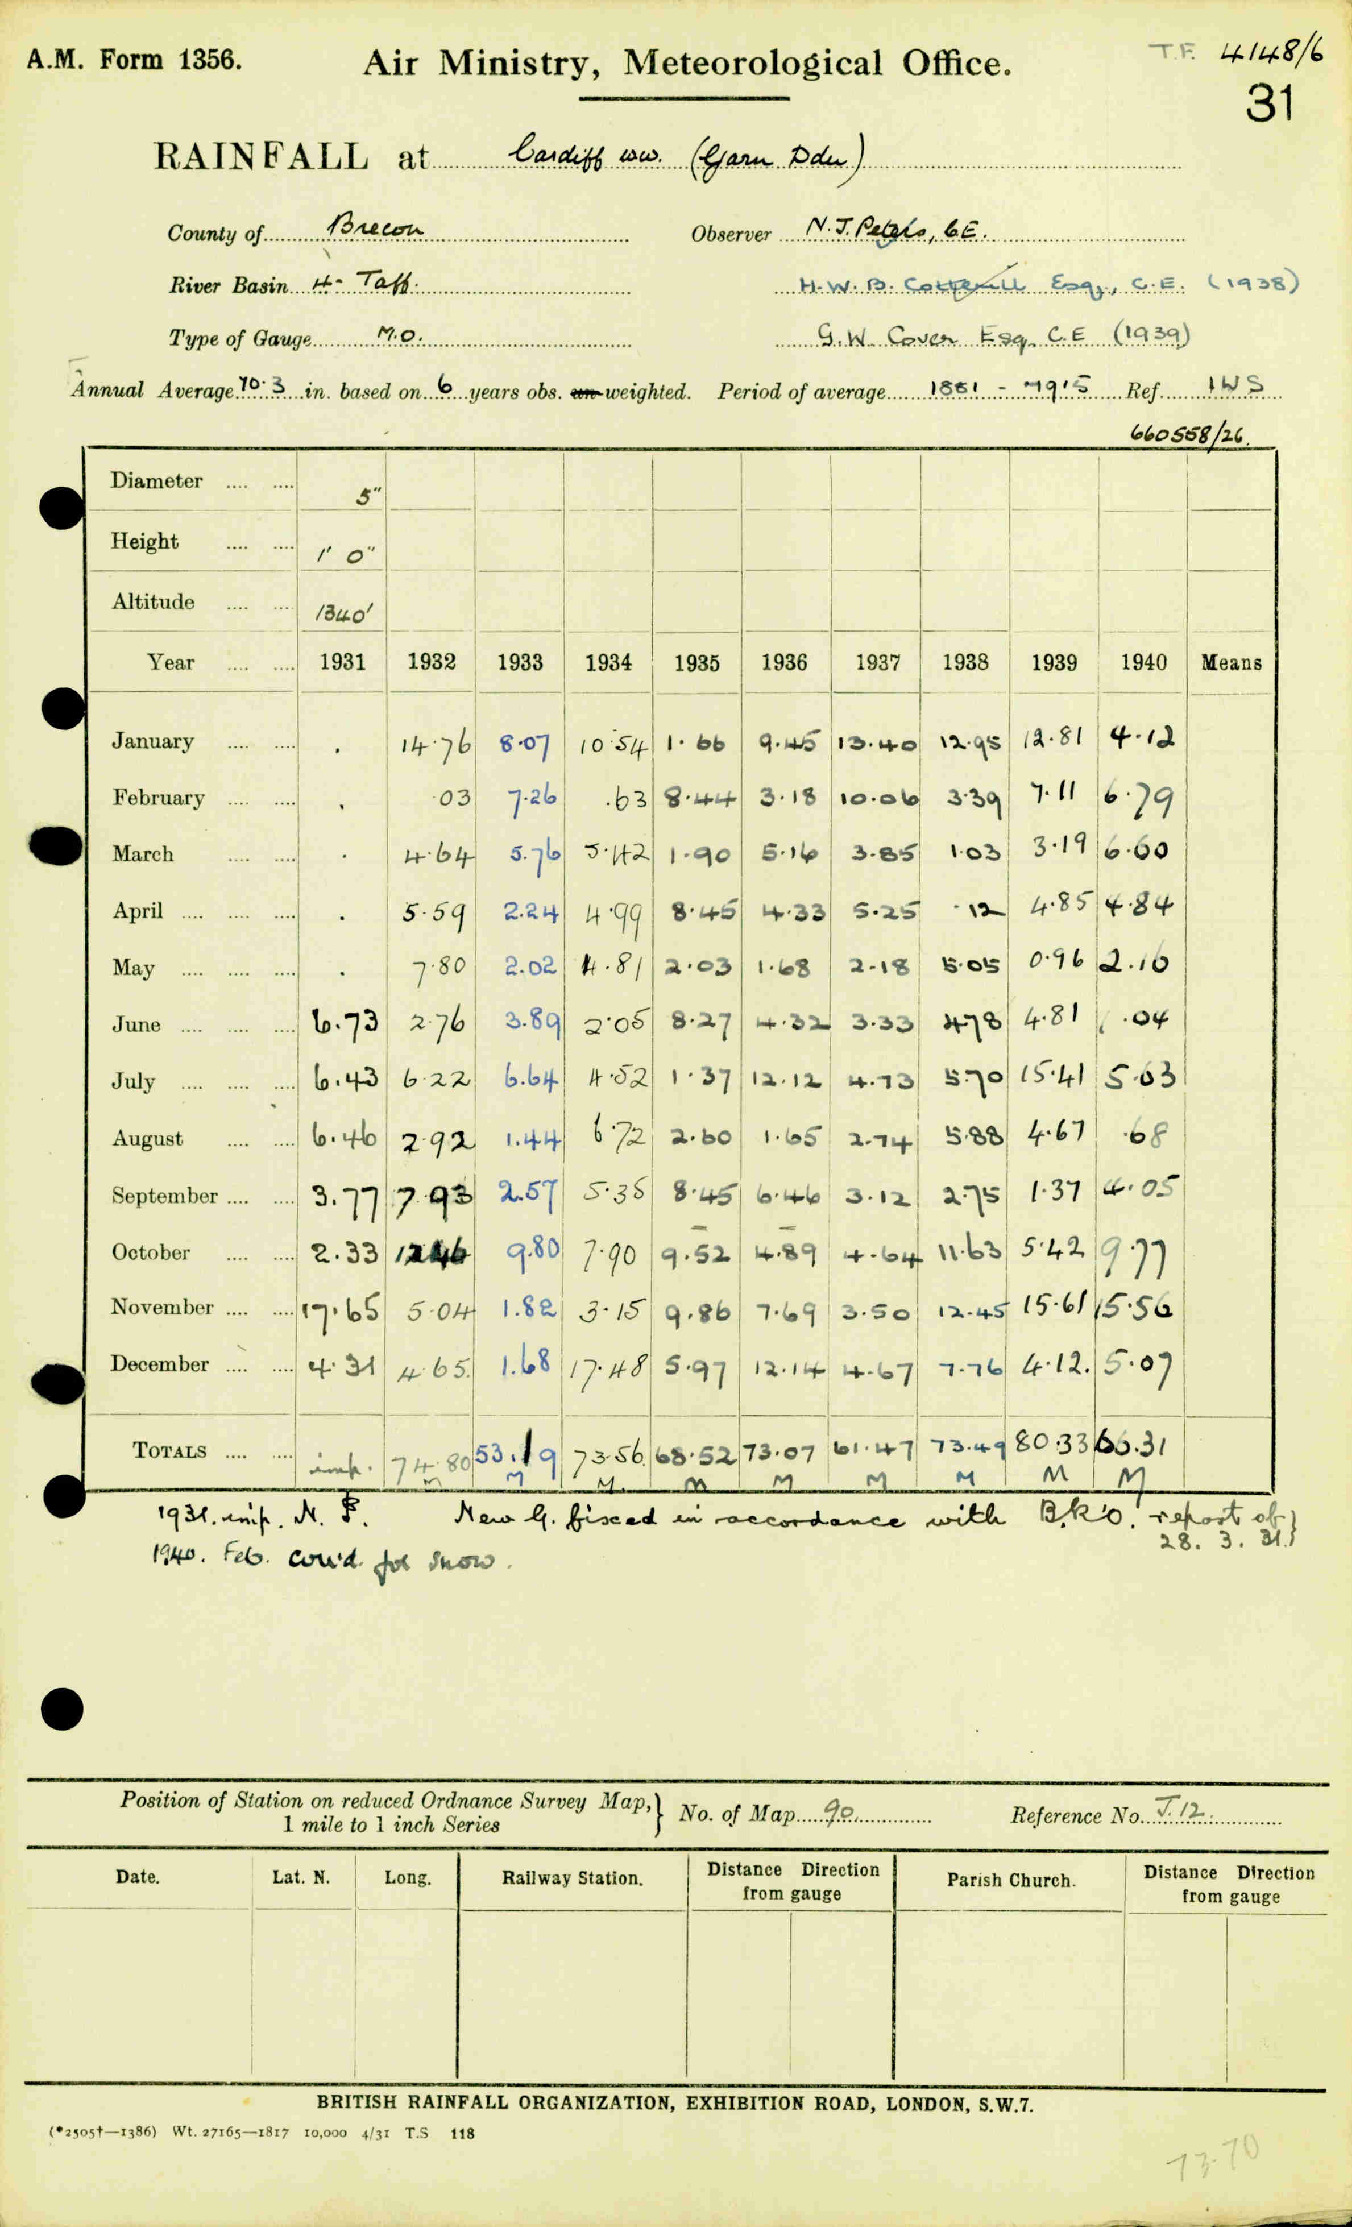 A.M. Form 1356. Air Ministry, Meteorological Office. T.F. 4148/6
31
RAINFALL at Cardiff ww. (Garn Ddu)
County of Brecon Observer N.J. Peters, C.E.
River Basin 4- Taff. H.W.B. Cotterill Esq., C.E. (1938)
Type of Gauge M.O. G.W. Cover Esq. C.E (1939)
Annual Average 70.3 in. based on 6 years obs. un-weighted. Period of average 1881 - 1915 Ref. IWS
660558/26.
Diameter .... .... 5"
Height .... .... 1' 0"
Altitude .... .... 1340'
Year .... .... 1931 1932 1933 1934 1935 1936 1937 1938 1939 1940 Means
January .... .... . 14.76 8.07 10.54 1.66 9.45 13.40 12.95 12.81 4.12
February .... .... . .03 7.26 .63 8.44 3.18 10.06 3.39 7.11 6.79
March .... .... . 4.64 5.76 5.42 1.90 5.16 3.85 1.03 3.19 6.60
April .... .... .... . 5.59 2.24 4.99 8.45 4.33 5.25 .12 4.85 4.84
May .... .... .... . 7.80 2.02 4.81 2.03 1.68 2.18 5.05 0.96 2.10
June .... .... .... 6.73 2.76 3.89 2.05 8.27 4.32 3.33 4.78 4.81 1.04
July .... .... .... 6.43 6.22 6.64 4.52 1.37 12.12 4.73 5.70 15.41 5.63
August .... .... 6.46 2.92 1.44 6.72 2.60 1.65 2.74 5.88 4.67 .68
September .... .... 3.77 7.93 2.57 5.35 8.45 6.46 3.12 2.75 1.37 4.05
October .... .... 2.33 12.46 9.80 7.90 9.52 4.89 4.64 11.63 5.42 9.77
November .... .... 17.65 5.04 1.82 3.15 9.86 7.69 3.50 12.45 15.61 15.56
December .... .... 4.31 4.65. 1.68 17.48 5.97 12.14 4.67 7.76 4.12. 5.07
TOTALS .... .... imp. 74.80 53.19 73.56 68.52 73.07 61.47 73.49 80.33 66.31
M M M M M M M M M
1931. imp. N. New G. fixed in accordance with report of
28. 3. 31.}
1940. Feb. cou'd for snow.
Position of Station on reduced Ordnance Survey Map,} No. of Map 90. Reference No. J.12.
1 mile to 1 inch Series
Date. Lat. N. Long. Railway Station. Distance Direction Parish Church. Distance Direction
from gauge from gauge
BRITISH RAINFALL ORGANIZATION, EXHIBITION ROAD, LONDON, S.W.7.
(*2505†—1386) Wt. 27165—1817 10,000 4/31 T.S 118
73.70